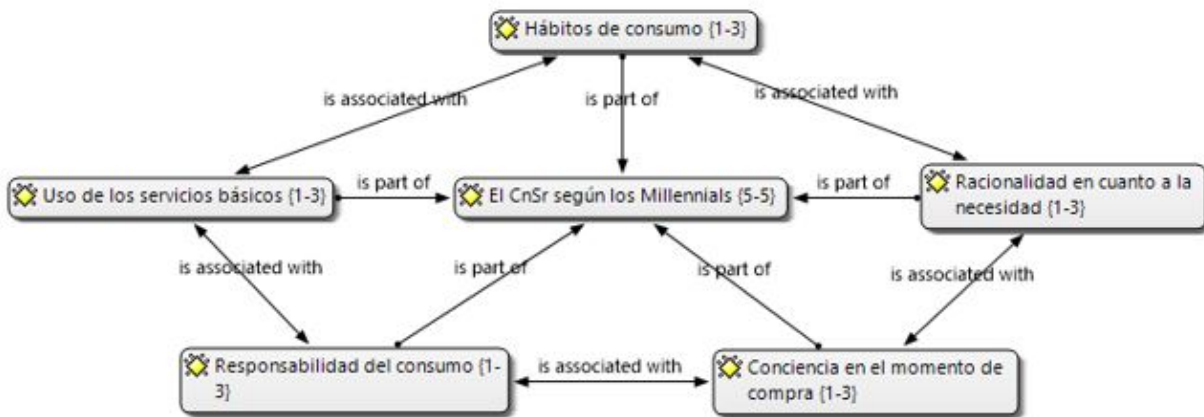 Hábitos de consumo {1-3}
is associated with
is part of
is associated with
Uso de los servicios básicos {1-3}
is part of
El CnSr según los Millennials {5-5}
is part of
Racionalidad en cuanto a la
necesidad {1-3}
is associated with
is part of
is part of
is associated with
Responsabilidad del consumo {1-
3}
is associated with
Conciencia en el momento de
compra {1-3}